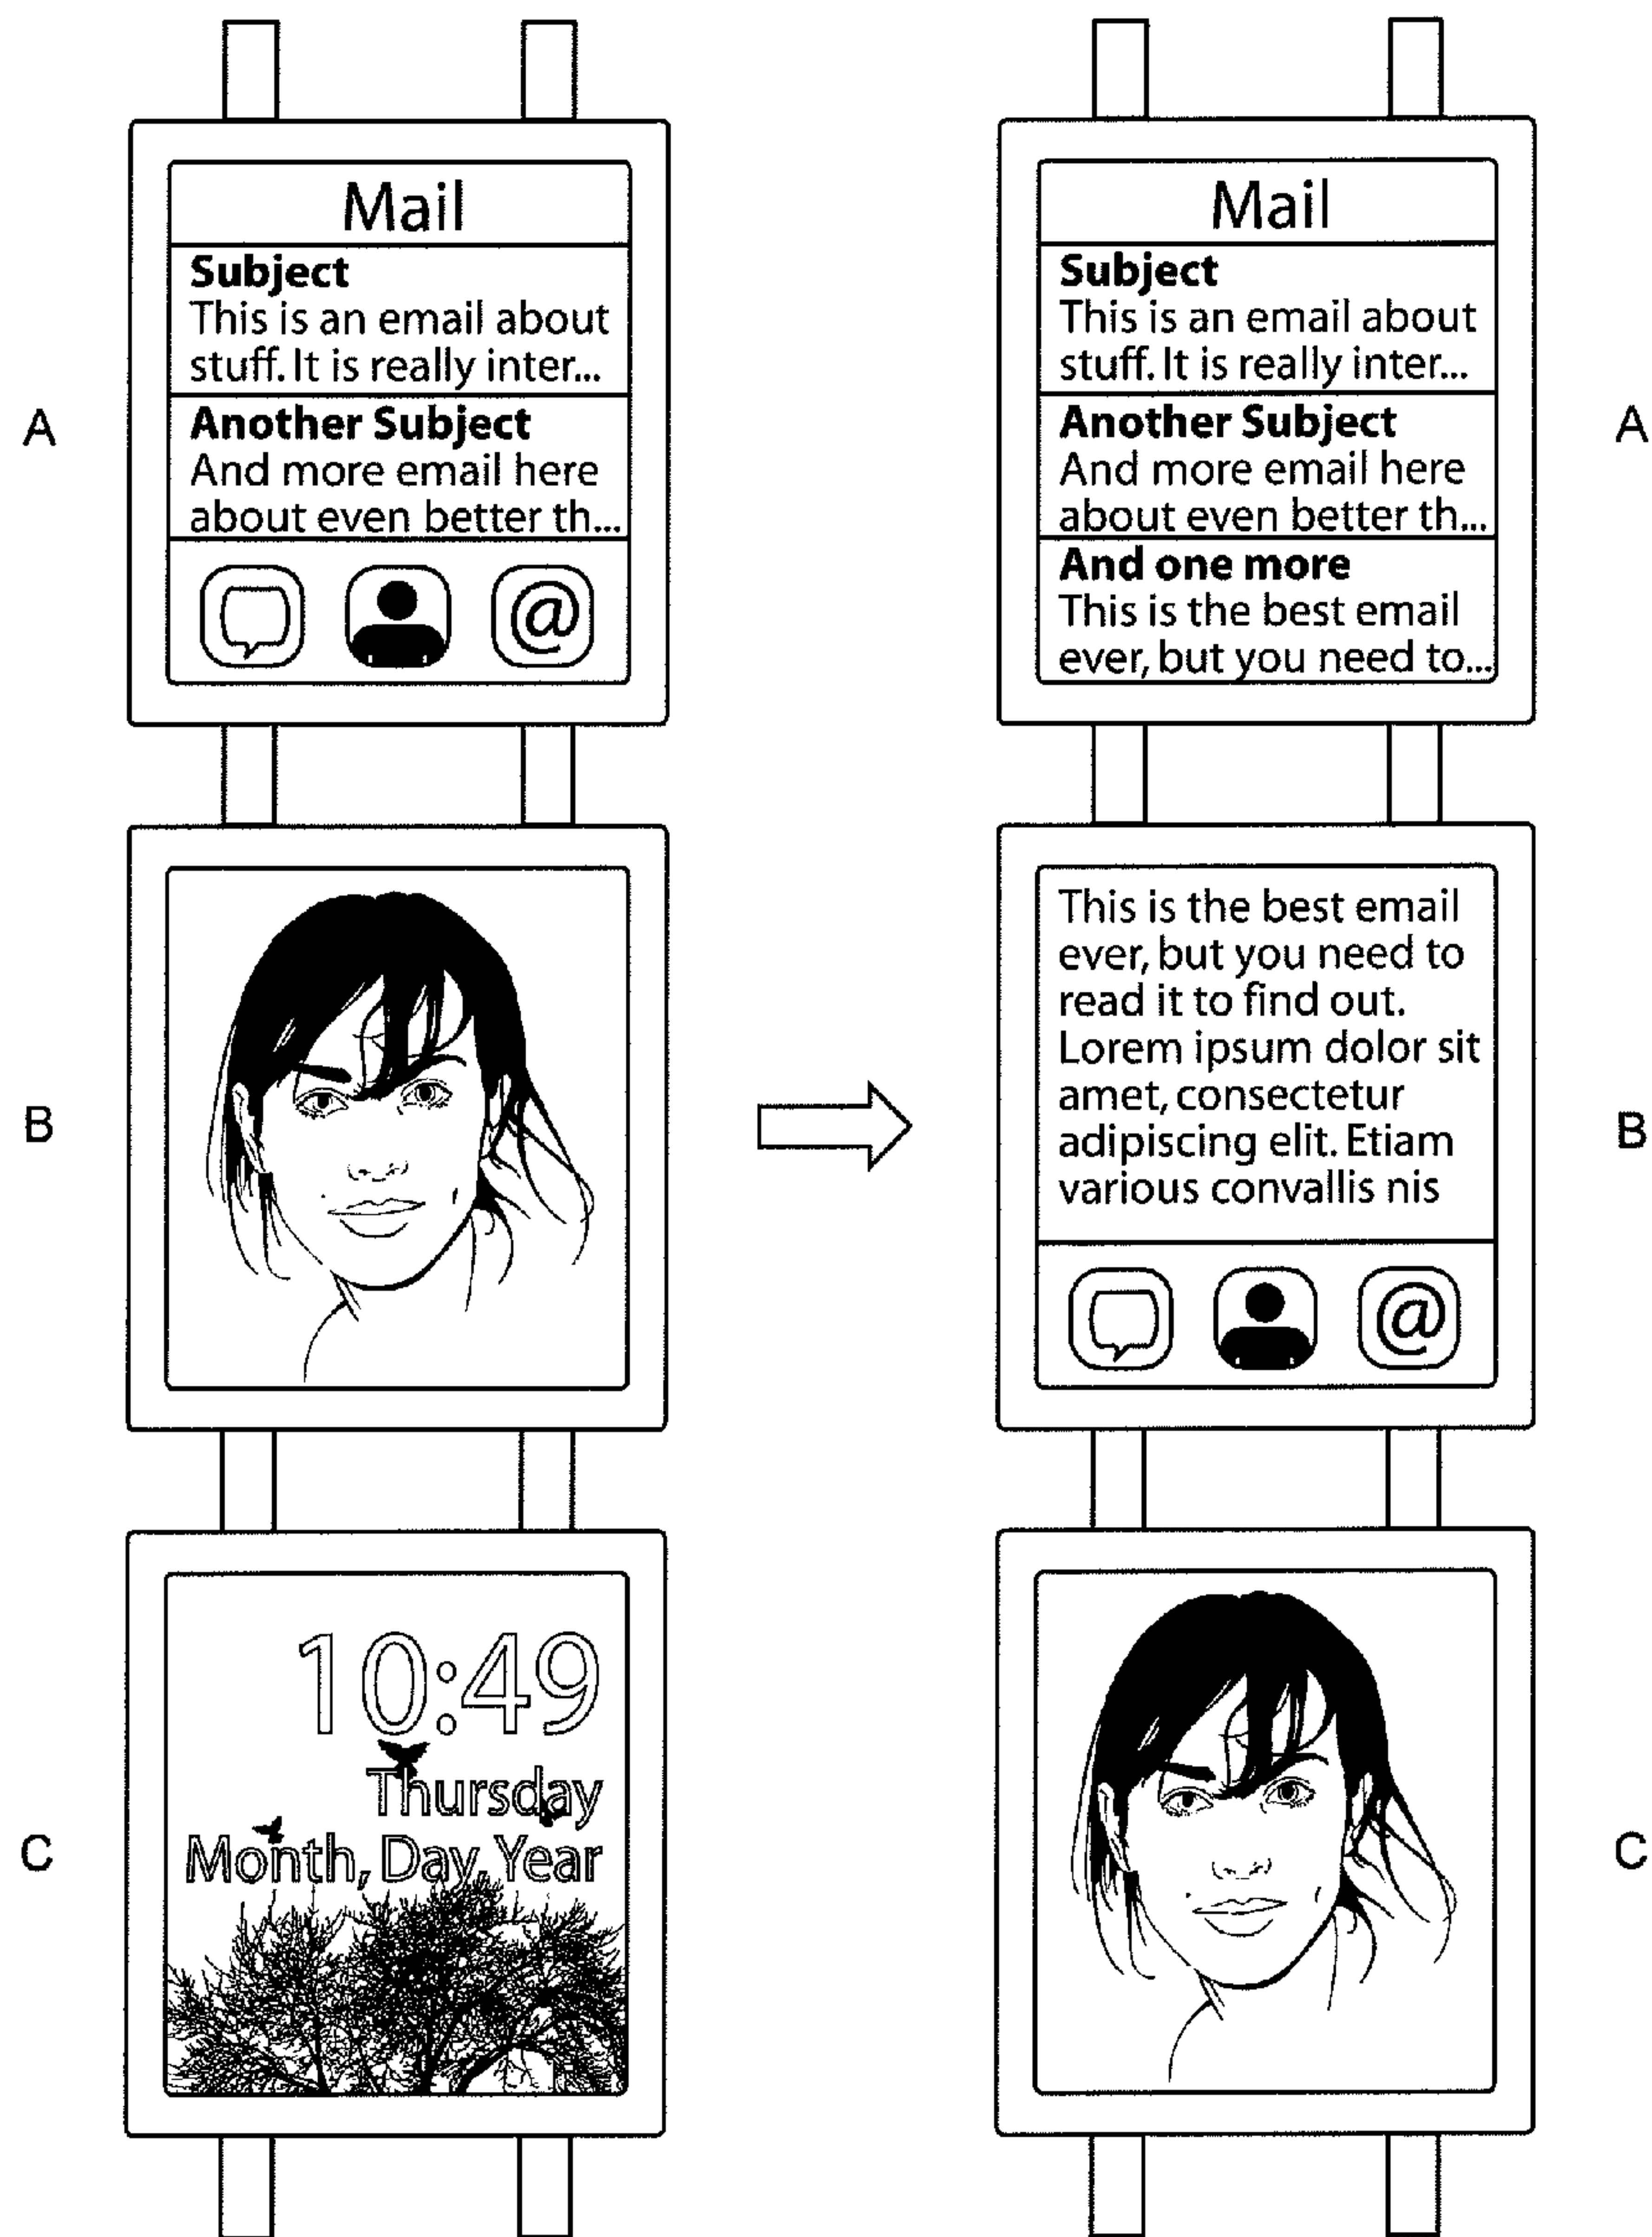 Mail
Subject
This is an email about
stuff. It is really inter...
A
Another Subject
And more email here
about even better th...
@
B
10:49
Thursday
C
Month, Day, Year
Mail
Subject
This is an email about
stuff. It is really inter...
Another Subject
A
And more email here
about even better th...
And one more
This is the best email
ever, but you need to...
This is the best email
ever, but you need to
read it to find out.
Lorem ipsum dolor sit
amet, consectetur
B
adipiscing elit. Etiam
various convallis nis
@
C